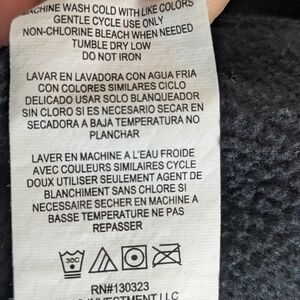 MACHINE WASH COLD WITH LIKE COLORS
GENTLE CYCLE USE ONLY
NON-CHLORINE BLEACH WHEN NEEDED
TUMBLE DRY LOW
DO NOT IRON
LAVAR EN LAVADORA CON AGUA FRIA
CON COLORES SIMILARES CICLO
DELICADO USAR SOLO BLANQUEADOR
SIN CLORO SI ES NECESARIO SECAR EN
SECADORA A BAJA TEMPERATURA NO
PLANCHAR
LAVER EN MACHINE A L'EAU FROIDE
AVEC COULEURS SIMILAIRES CYCLE
DOUX UTILISER SEULEMENT AGENT DE
BLANCHIMENT SANS CHLORE SI
NECESSAIRE SECHER EN MACHINE A
BASSE TEMPERATURE NE PAS
REPASSER
30C
RN#130323
INVESTMENT LLC